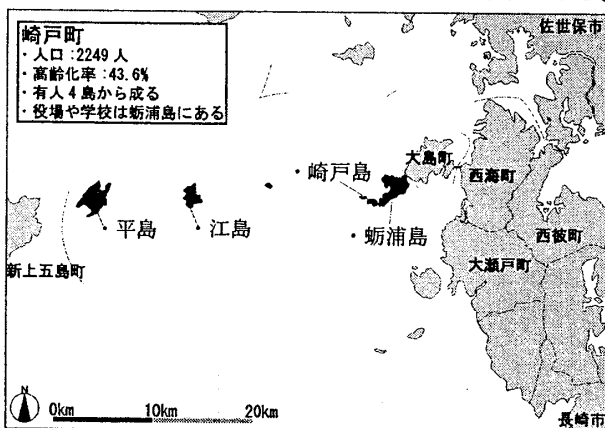 崎戸町
・人口:2249人
・高齢化率:43.6%
・有人4島から成る
・役場や学校は蛎浦島にある
佐世保市
大島町
崎戸島
西海町
平島
江島
蛎浦島
西彼町
新上五島町
大瀬戸町
N
0km 10km 20km
長崎市